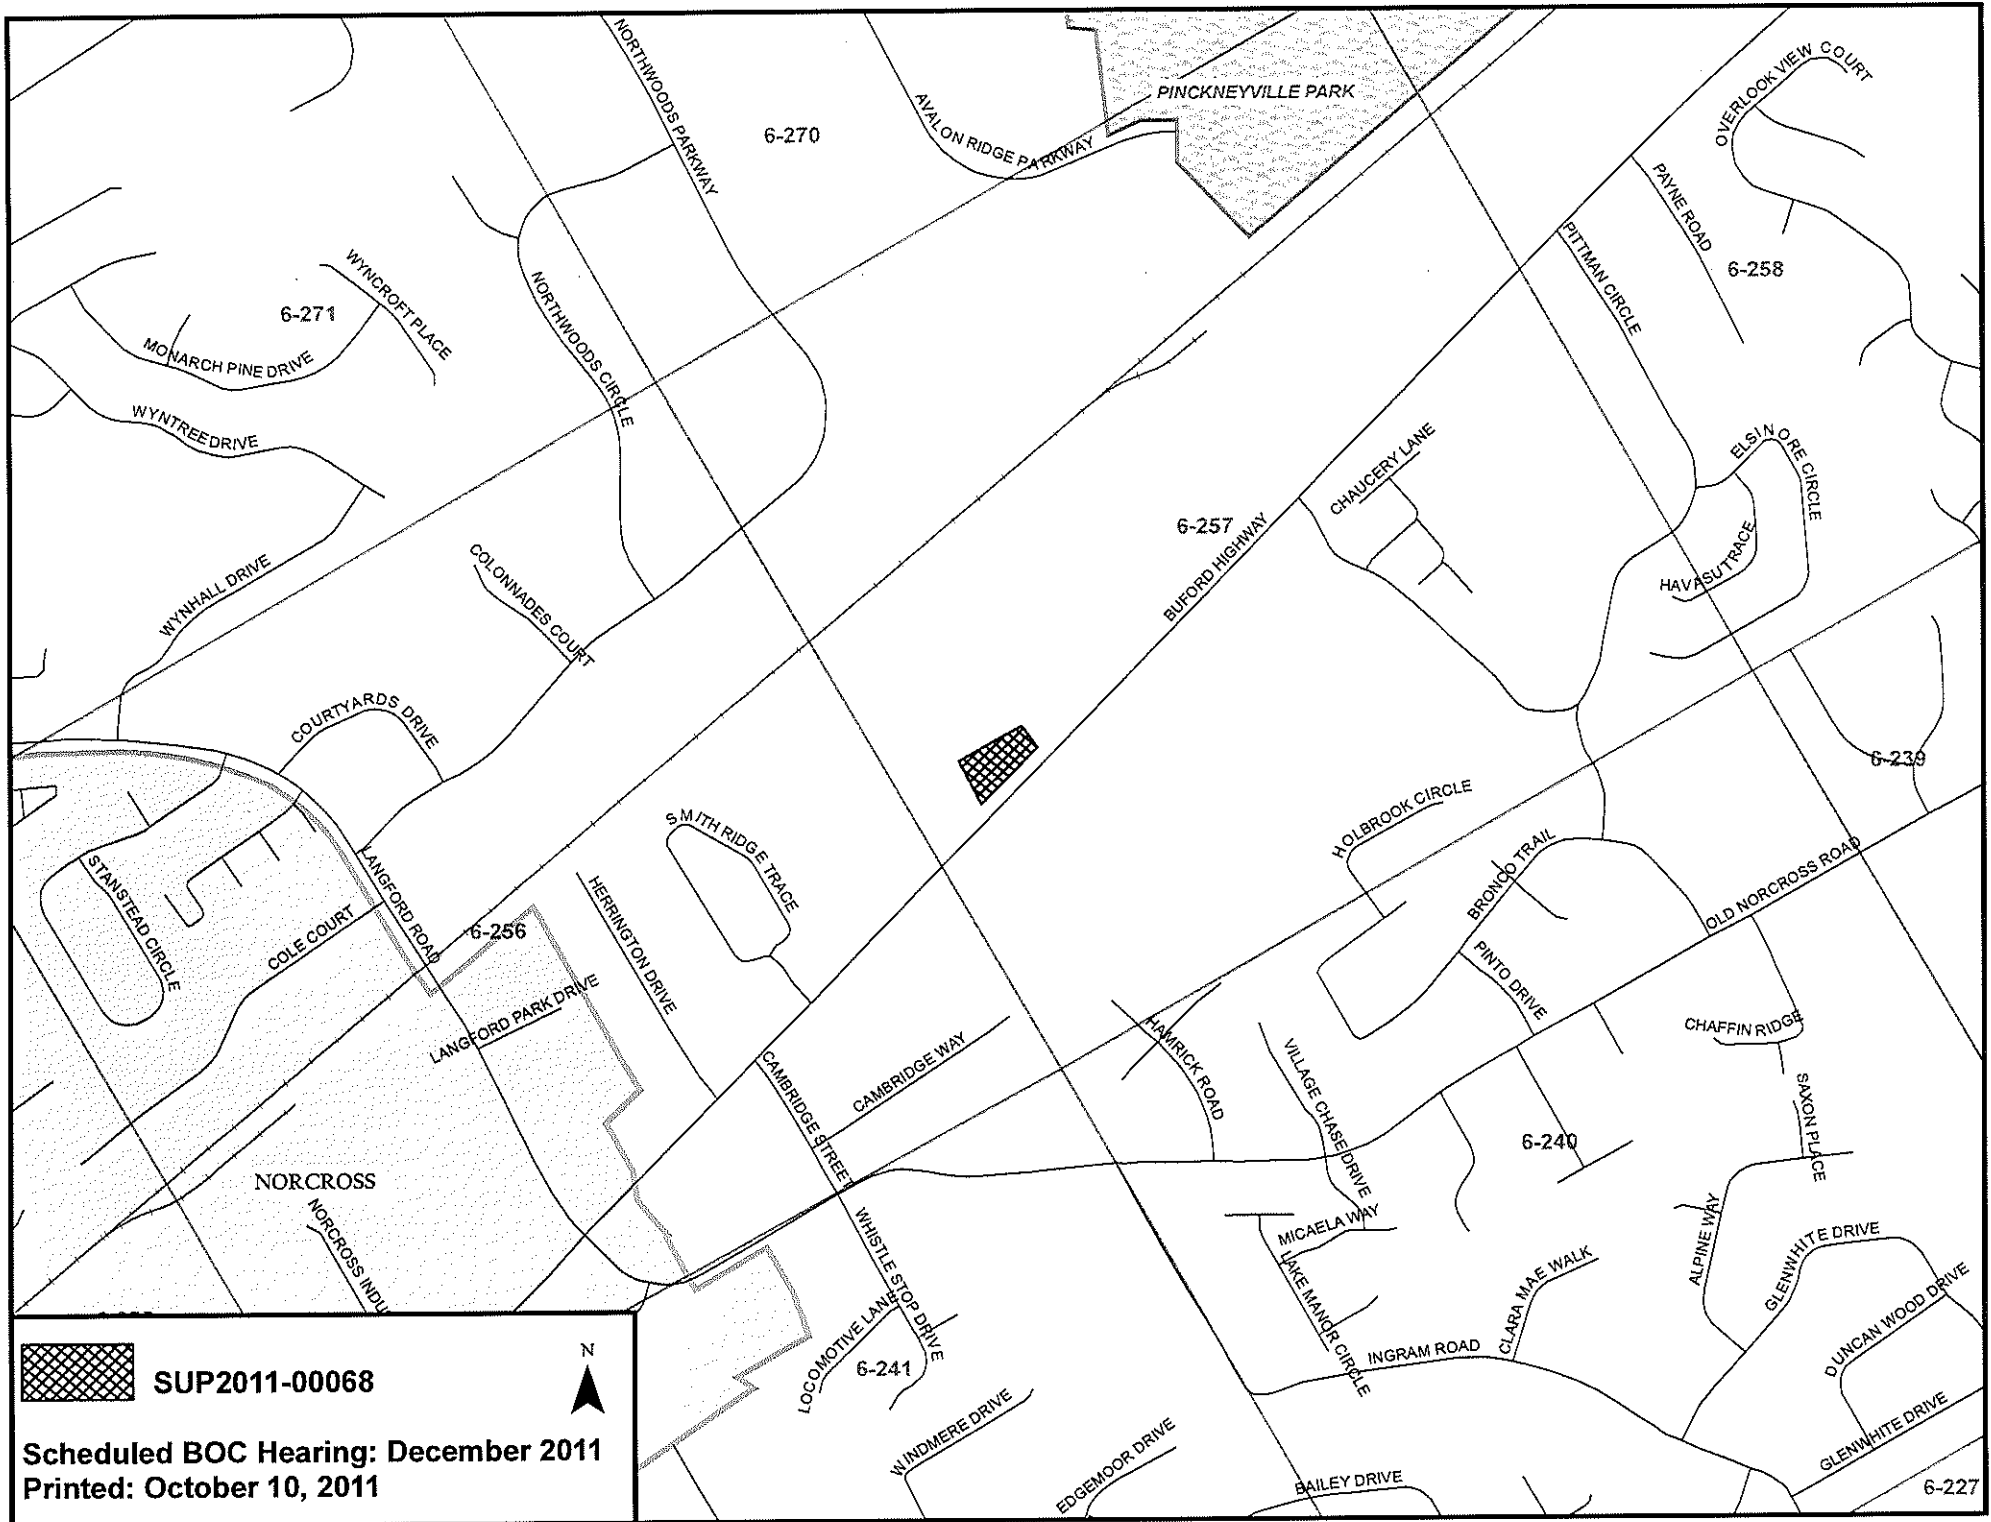 NORTHWOODS PARKWAY
6-270
AVALON RIDGE PARKWAY
PINCKNEYVILLE PARK
OVERLOOK VIEW COURT
PAYNE ROAD
6-258
PITTMAN CIRCLE
6-271
WYNCROFT PLACE
MONARCH PINE DRIVE
NORTHWOODS CIRCLE
WYNTREE DRIVE
CHAUCERY LANE
ELSINORE CIRCLE
6-257
BUFORD HIGHWAY
HAVASU TRACE
COLONNADES COURT
WYNHALL DRIVE
COURTYARDS DRIVE
6-239
HOLBROOK CIRCLE
SMITH RIDGE TRACE
BRONCO TRAIL
OLD NORCROSS ROAD
STANSTEAD CIRCLE
LANGFORD ROAD
COLE COURT
6-256
HERRINGTON DRIVE
PINTO DRIVE
LANGFORD PARK DRIVE
HAMRICK ROAD
CHAFFIN RIDGE
CAMBRIDGE WAY
CAMBRIDGE STREET
VILLAGE CHASE DRIVE
SAXON PLACE
6-240
NORCROSS
NORCROSS INDU
WHISTLE STOP DRIVE
MICAELA WAY
ALPINE WAY
GLENWHITE DRIVE
LAKE MANOR CIRCLE
CLARA MAE WALK
DUNCAN WOOD DRIVE
LOCOMOTIVE LANE
6-241
INGRAM ROAD
WINDMERE DRIVE
EDGEMOOR DRIVE
BAILEY DRIVE
GLENWHITE DRIVE
6-227
N
SUP2011-00068
Scheduled BOC Hearing: December 2011
Printed: October 10, 2011